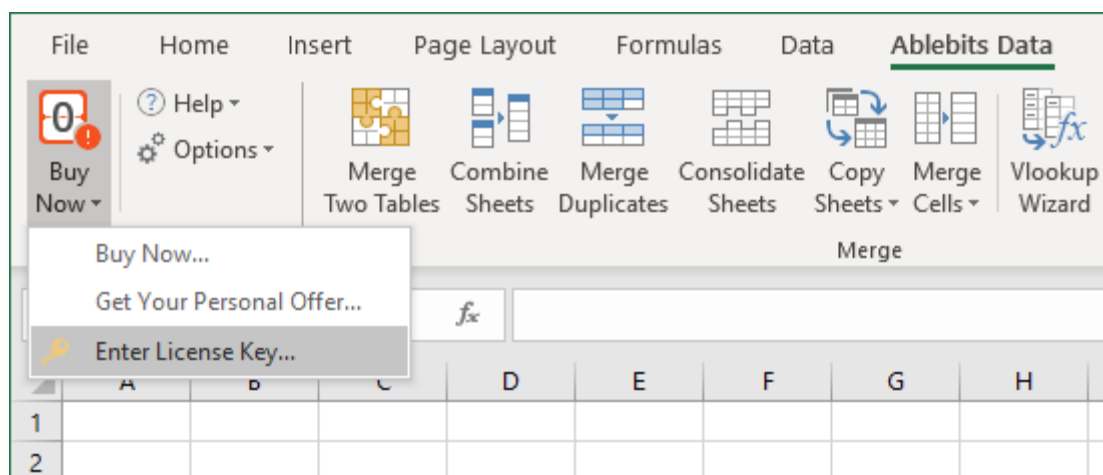 File Home Insert Page Layout Formulas Data Ablebits Data
0 !
Buy
Now
? Help
Options
Merge
Two Tables
Combine
Sheets
Merge
Duplicates
Consolidate
Sheets
Copy
Sheets
Merge
Cells
fx
Vlookup
Wizard
Merge
Buy Now...
Get Your Personal Offer...
Enter License Key...
fx
A B C D E F G H
1
2